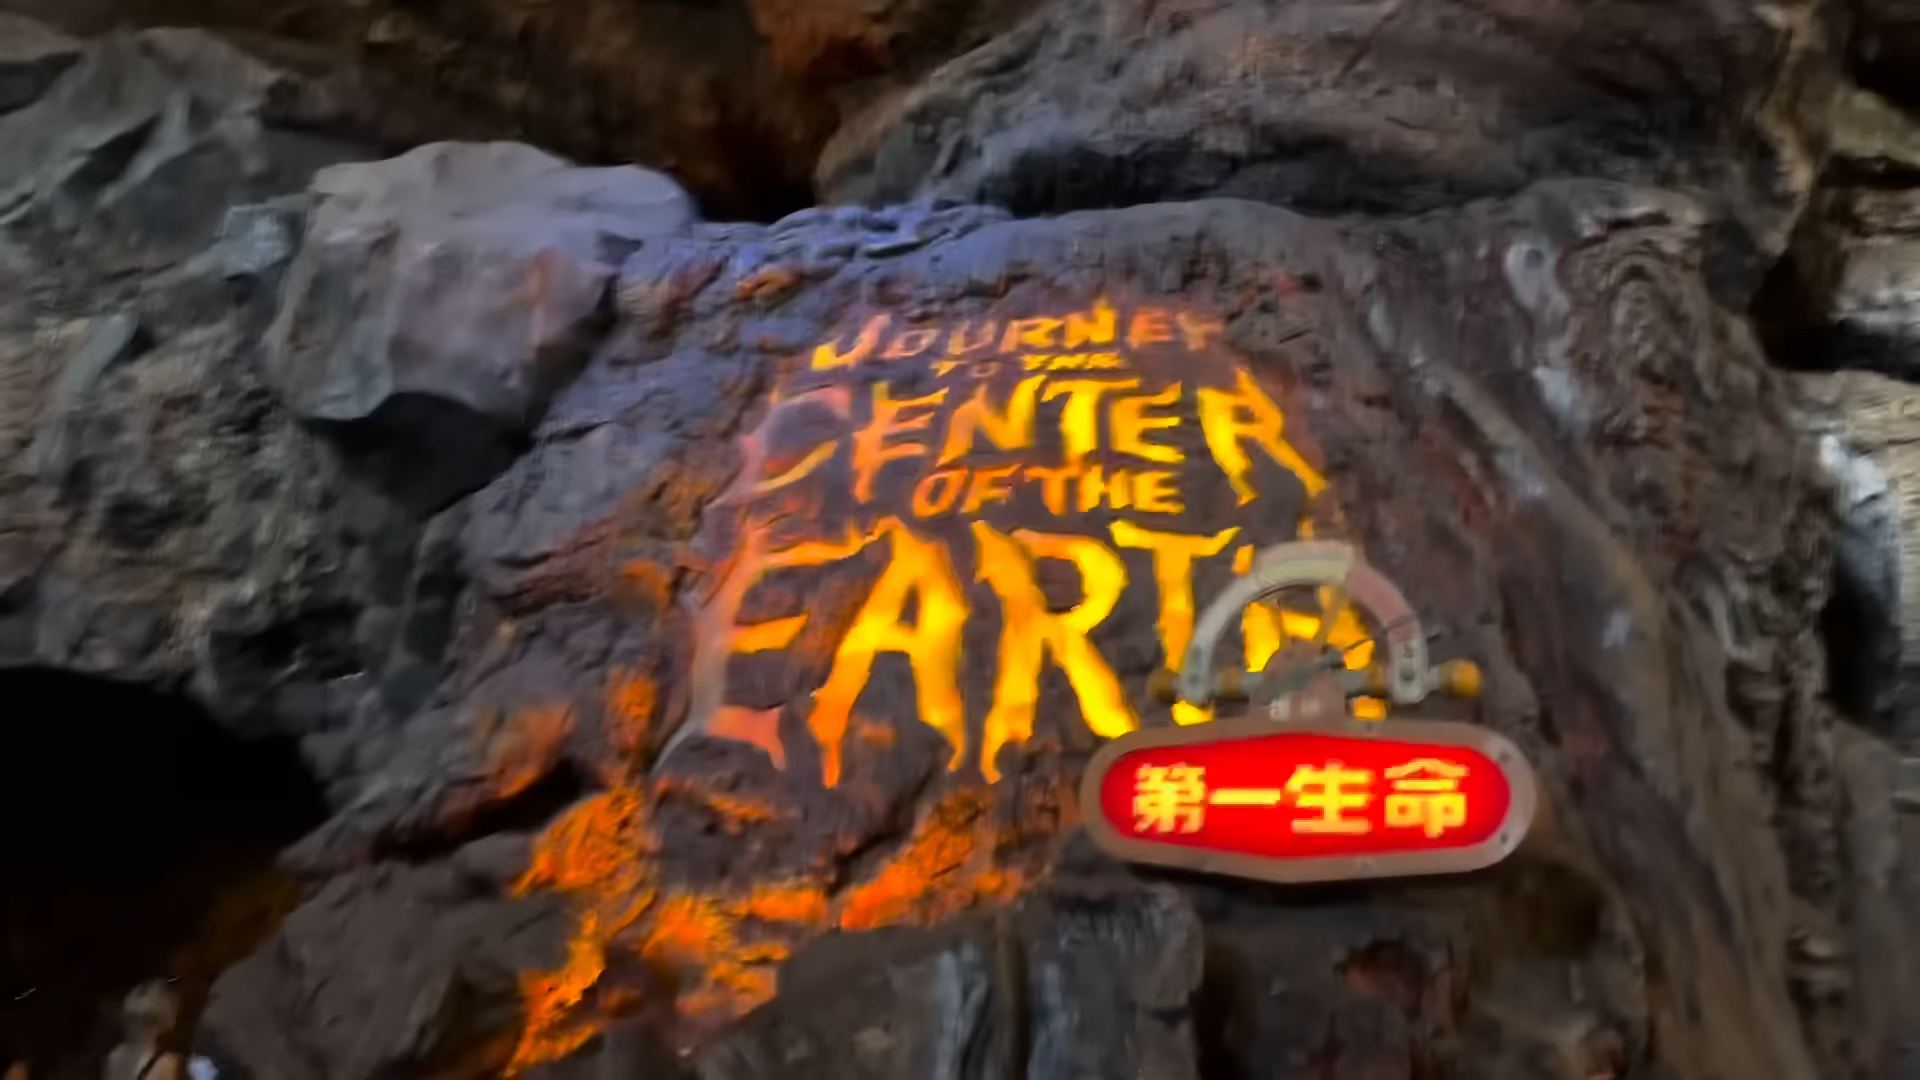 JOURNEY
TO THE
CENTER
OF THE
EARTH
第一生命